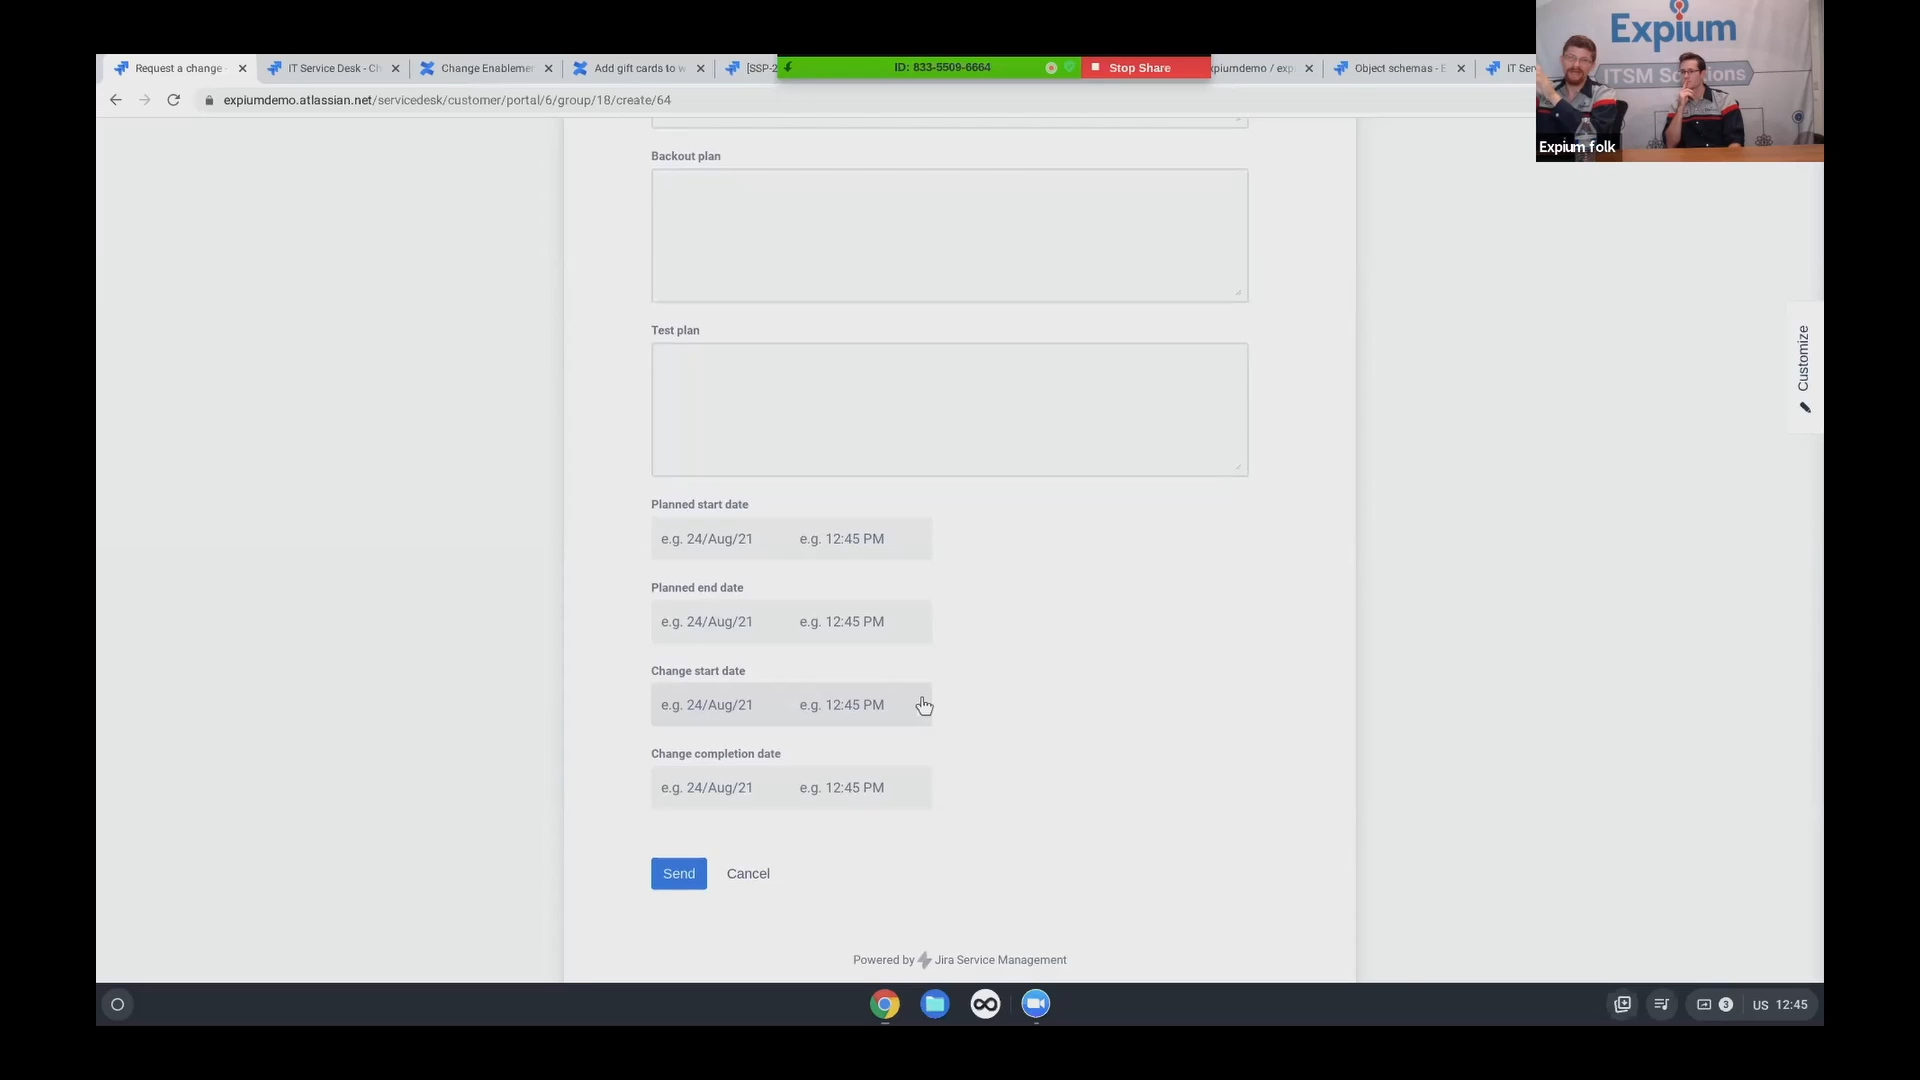 Request a change -
IT Service Desk - Ch
Change Enablemen
Add gift cards to w
[SSP-2
ID: 833-5509-6664
Stop Share
xpiumdemo / exp
Object schemas - E
IT Serv
expiumdemo.atlassian.net/servicedesk/customer/portal/6/group/18/create/64
Expium
ITSM Solutions
Expium folk
Customize
Backout plan
Test plan
Planned start date
e.g. 24/Aug/21 e.g. 12:45 PM
Planned end date
e.g. 24/Aug/21 e.g. 12:45 PM
Change start date
e.g. 24/Aug/21 e.g. 12:45 PM
Change completion date
e.g. 24/Aug/21 e.g. 12:45 PM
Send Cancel
Powered by Jira Service Management
3 US 12:45